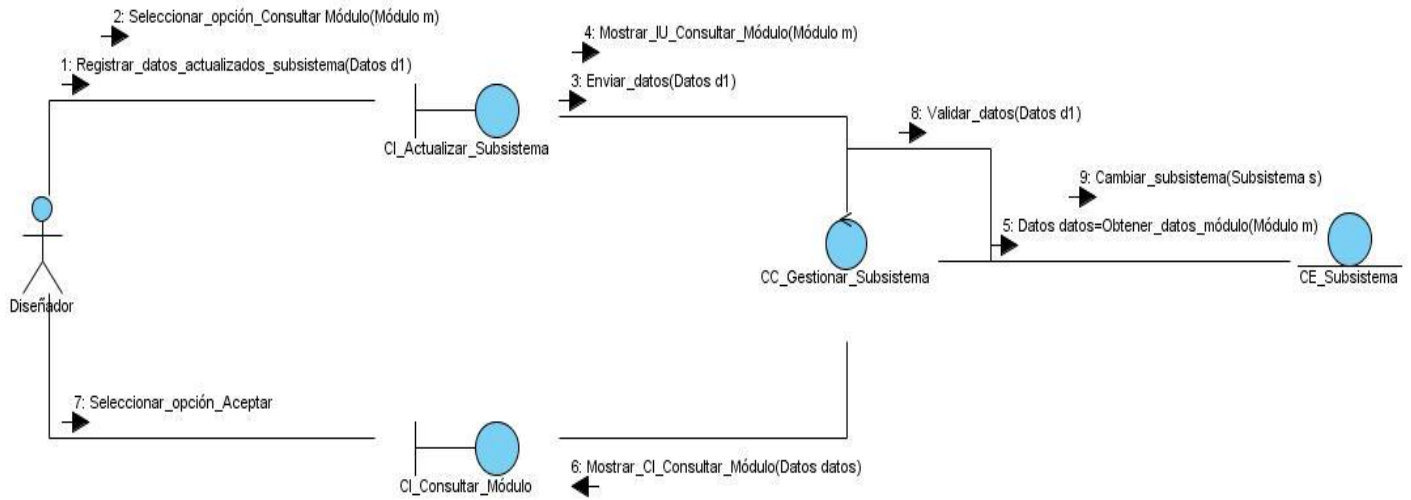 2: Seleccionar_opción_Consultar Módulo(Módulo m)
4: Mostrar_IU_Consultar_Módulo(Módulo m)
1: Registrar_datos_actualizados_subsistema(Datos d1)
3: Enviar_datos(Datos d1)
8: Validar_datos(Datos d1)
CI_Actualizar_Subsistema
9: Cambiar_subsistema(Subsistema s)
5: Datos datos=Obtener_datos_módulo(Módulo m)
CC_Gestionar_Subsistema
CE_Subsistema
Diseñador
7: Seleccionar_opción_Aceptar
6: Mostrar_CI_Consultar_Módulo(Datos datos)
CI_Consultar_Módulo